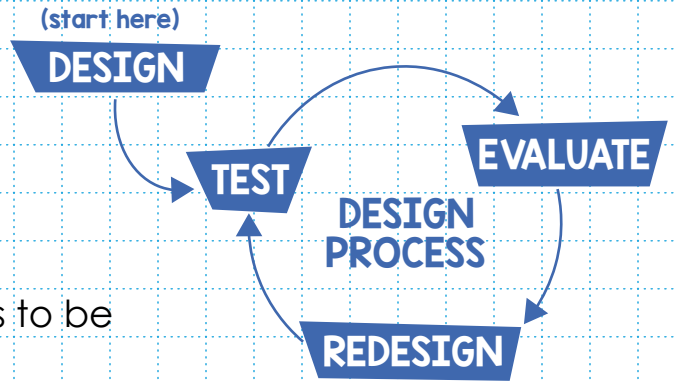 (start here)
DESIGN
TEST
EVALUATE
DESIGN
PROCESS
s to be
REDESIGN